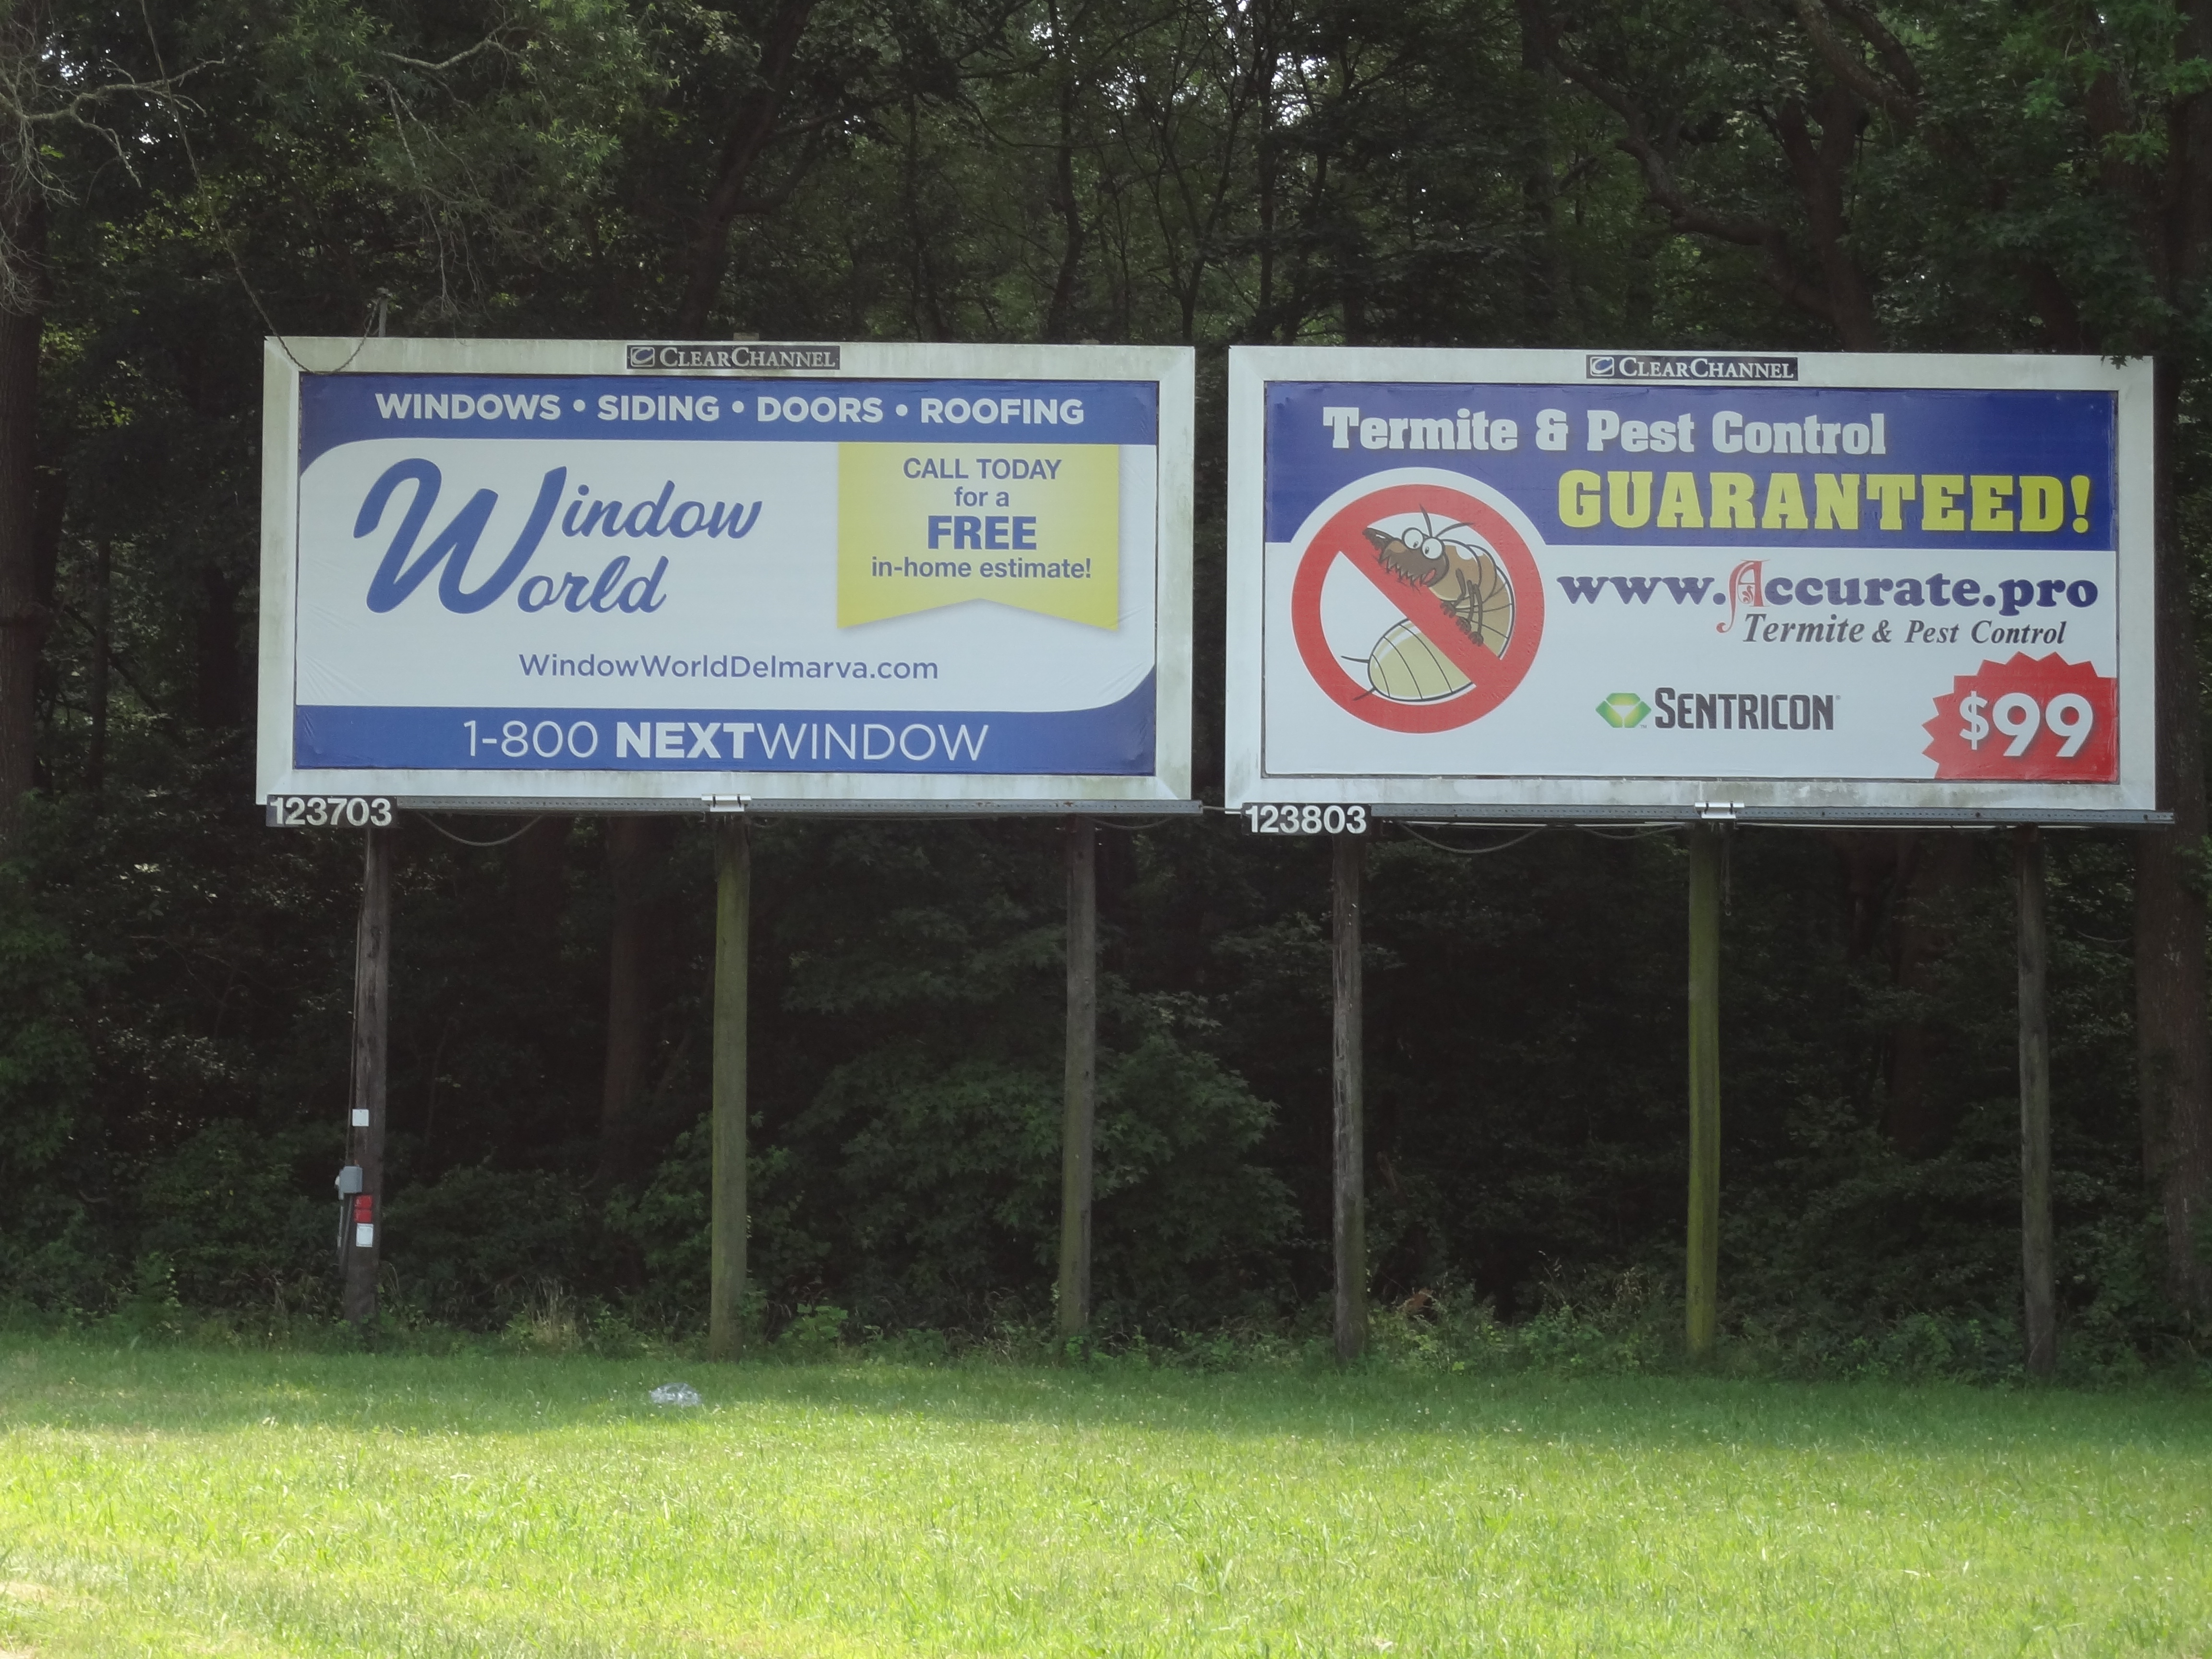 CLEARCHANNEL
WINDOWS • SIDING • DOORS • ROOFING
Window
World
CALL TODAY
for a
FREE
in-home estimate!
WindowWorldDelmarva.com
1-800 NEXTWINDOW
123703
CLEARCHANNEL
Termite & Pest Control
GUARANTEED!
www.Accurate.pro
Termite & Pest Control
SENTRICON®
$99
123803